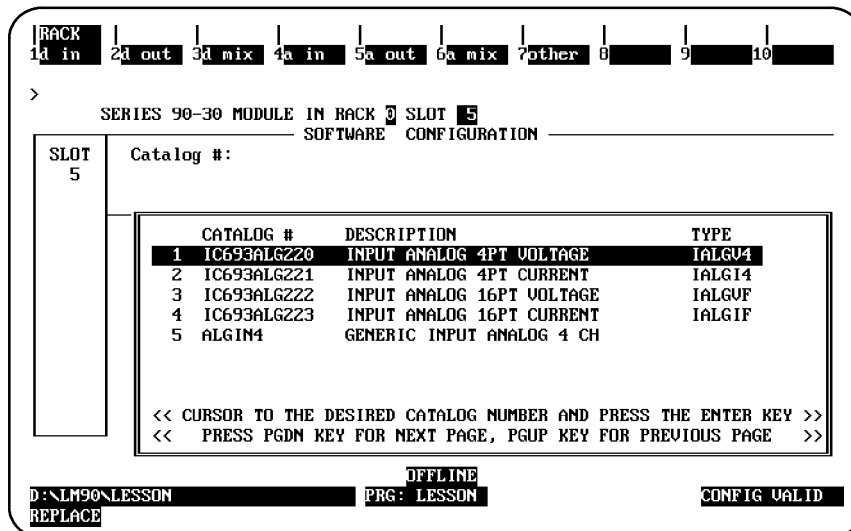 RACK
1d in 2d out 3d mix 4a in 5a out 6a mix 7other 8 9 10
>
SERIES 90-30 MODULE IN RACK 0 SLOT 5
SOFTWARE CONFIGURATION
SLOT Catalog #:
5
CATALOG # DESCRIPTION TYPE
1 IC693ALG220 INPUT ANALOG 4PT VOLTAGE IALGV4
2 IC693ALG221 INPUT ANALOG 4PT CURRENT IALGI4
3 IC693ALG222 INPUT ANALOG 16PT VOLTAGE IALGVF
4 IC693ALG223 INPUT ANALOG 16PT CURRENT IALGIF
5 ALGIN4 GENERIC INPUT ANALOG 4 CH
<< CURSOR TO THE DESIRED CATALOG NUMBER AND PRESS THE ENTER KEY >>
<< PRESS PGDN KEY FOR NEXT PAGE, PGUP KEY FOR PREVIOUS PAGE >>
OFFLINE
D:\LM90\LESSON PRG: LESSON CONFIG VALID
REPLACE